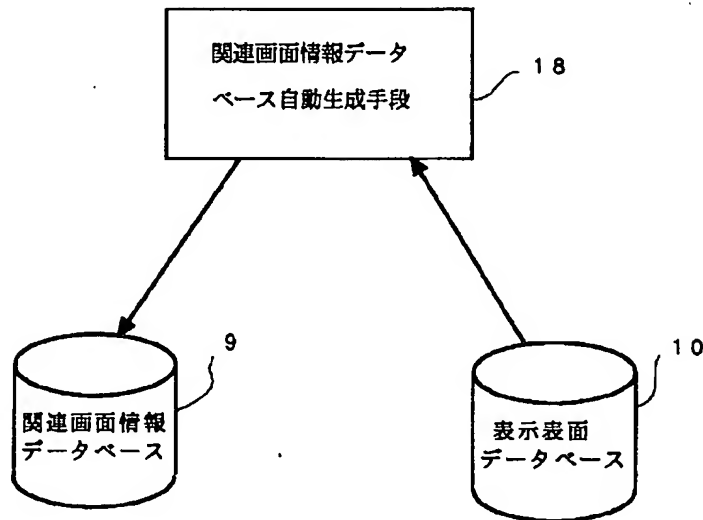 関連画面情報データ
ベース自動生成手段
18
9
関連画面情報
データベース
10
表示表面
データベース